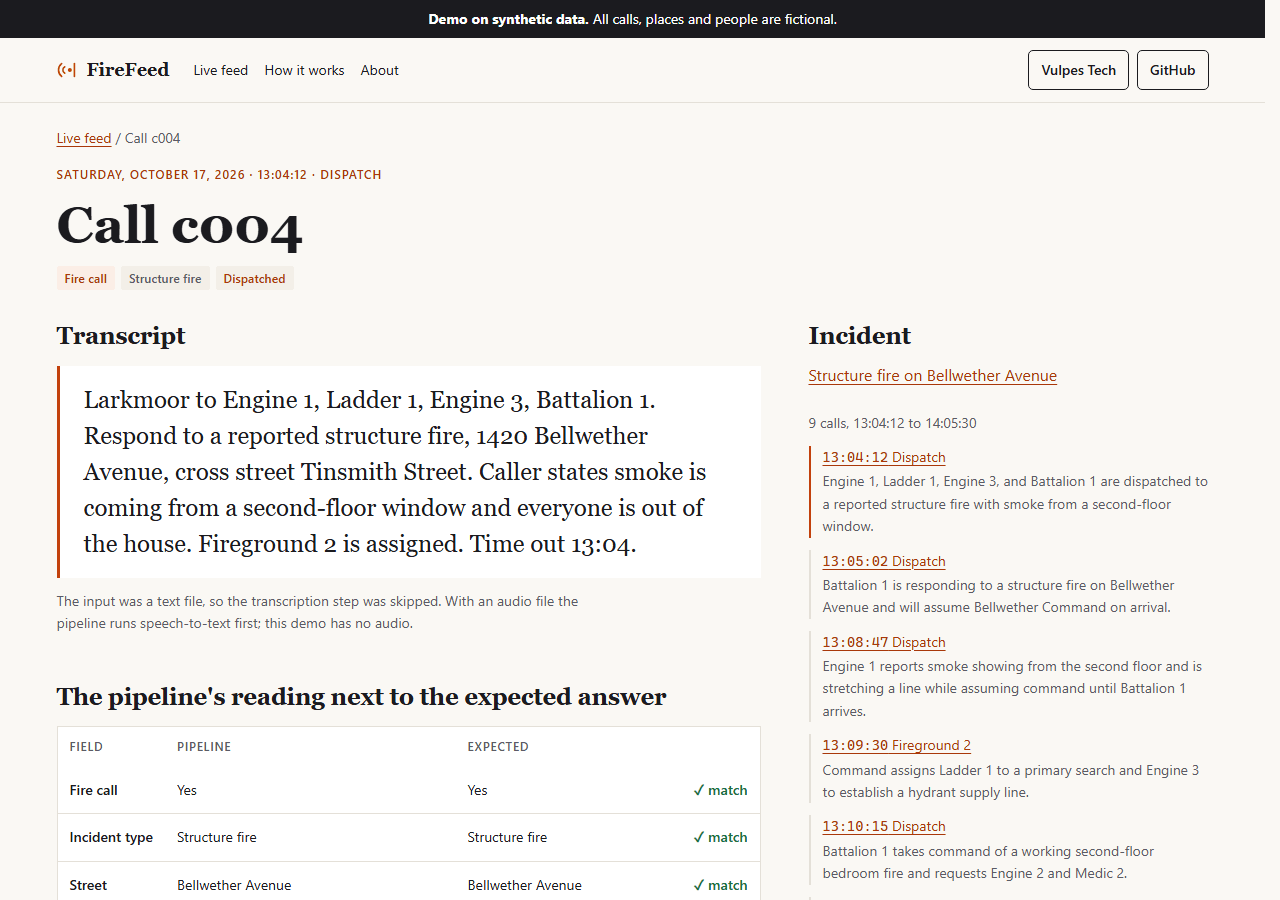 Demo on synthetic data. All calls, places and people are fictional.
FireFeed
Live feed
How it works
About
Vulpes Tech
GitHub
Live feed / Call c004
SATURDAY, OCTOBER 17, 2026 · 13:04:12 · DISPATCH
Call c004
Fire call
Structure fire
Dispatched
Transcript
Larkmoor to Engine 1, Ladder 1, Engine 3, Battalion 1.
Respond to a reported structure fire, 1420 Bellwether
Avenue, cross street Tinsmith Street. Caller states smoke is
coming from a second-floor window and everyone is out of
the house. Fireground 2 is assigned. Time out 13:04.
The input was a text file, so the transcription step was skipped. With an audio file the
pipeline runs speech-to-text first; this demo has no audio.
The pipeline's reading next to the expected answer
FIELD PIPELINE EXPECTED
Fire call Yes Yes ✓ match
Incident type Structure fire Structure fire ✓ match
Street Bellwether Avenue Bellwether Avenue ✓ match
Incident
Structure fire on Bellwether Avenue
9 calls, 13:04:12 to 14:05:30
13:04:12 Dispatch
Engine 1, Ladder 1, Engine 3, and Battalion 1 are dispatched to
a reported structure fire with smoke from a second-floor
window.
13:05:02 Dispatch
Battalion 1 is responding to a structure fire on Bellwether
Avenue and will assume Bellwether Command on arrival.
13:08:47 Dispatch
Engine 1 reports smoke showing from the second floor and is
stretching a line while assuming command until Battalion 1
arrives.
13:09:30 Fireground 2
Command assigns Ladder 1 to a primary search and Engine 3
to establish a hydrant supply line.
13:10:15 Dispatch
Battalion 1 takes command of a working second-floor
bedroom fire and requests Engine 2 and Medic 2.